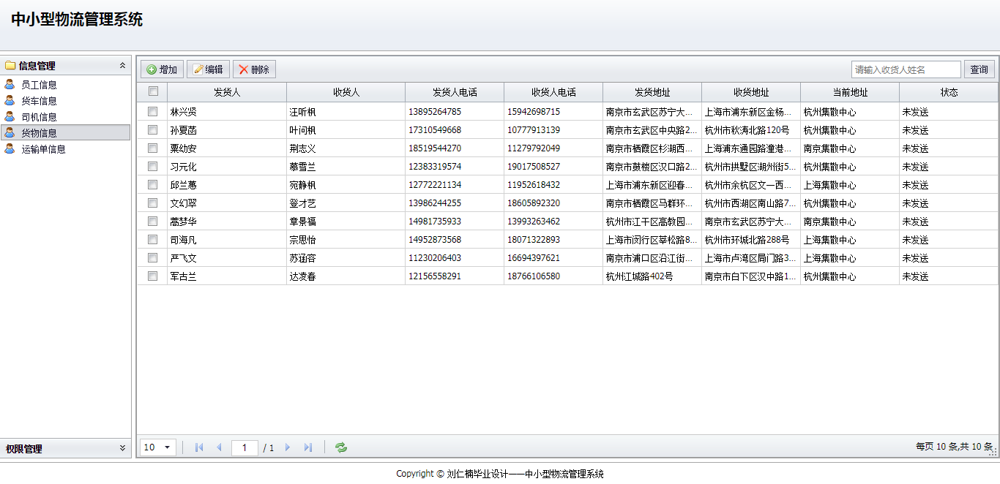 中小型物流管理系统
信息管理
员工信息
货车信息
司机信息
货物信息
运输单信息
权限管理
增加 编辑 删除 请输入收货人姓名 查询
发货人 收货人 发货人电话 收货人电话 发货地址 收货地址 当前地址 状态
林兴贤 汪听枫 13895264785 15942698715 南京市玄武区苏宁大... 上海市浦东新区金杨... 杭州集散中心 未发送
孙夏菡 叶问枫 17310549668 10777913139 南京市玄武区中央路2... 杭州市秋涛北路120号 杭州集散中心 未发送
粟幼安 荆志义 18519544270 11279792049 南京市栖霞区杉湖西... 上海浦东通园路潼港... 南京集散中心 未发送
习元化 慕雪兰 12383319574 19017508527 南京市鼓楼区汉口路2... 杭州市拱墅区湖州街5... 杭州集散中心 未发送
邱兰蕙 宛静枫 12772221134 11952618432 上海市浦东新区迎春... 杭州市余杭区文一西... 上海集散中心 未发送
文幻翠 登才艺 13986244255 18605892320 南京市栖霞区马群环... 杭州市西湖区南山路7... 杭州集散中心 未发送
蒿梦华 章景福 14981735933 13993263462 杭州市江干区高教园... 南京市玄武区苏宁大... 南京集散中心 未发送
司海凡 宗思怡 14952873568 18071322893 上海市闵行区莘松路8... 杭州市环城北路288号 上海集散中心 未发送
严飞文 苏涵容 11230206403 16694397621 南京市浦口区沿江街... 上海市卢湾区局门路3... 上海集散中心 未发送
军古兰 达凌春 12156558291 18766106580 杭州江城路402号 南京市白下区汉中路1... 杭州集散中心 未发送
10 1 / 1 每页 10 条,共 10 条
Copyright © 刘仁楠毕业设计——中小型物流管理系统